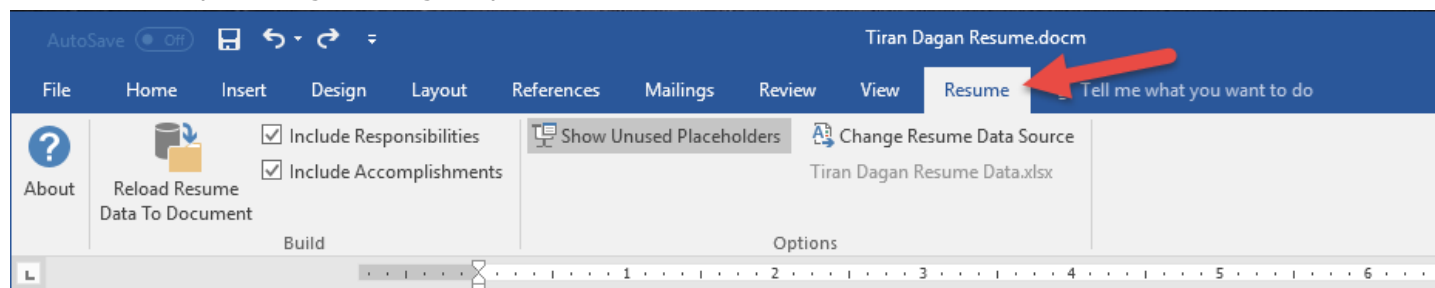 AutoSave Off Tiran Dagan Resume.docm
File Home Insert Design Layout References Mailings Review View Resume Tell me what you want to do
Include Responsibilities Show Unused Placeholders Change Resume Data Source
Include Accomplishments Tiran Dagan Resume Data.xlsx
About Reload Resume
Data To Document
Build Options
L 1 2 3 4 5 6